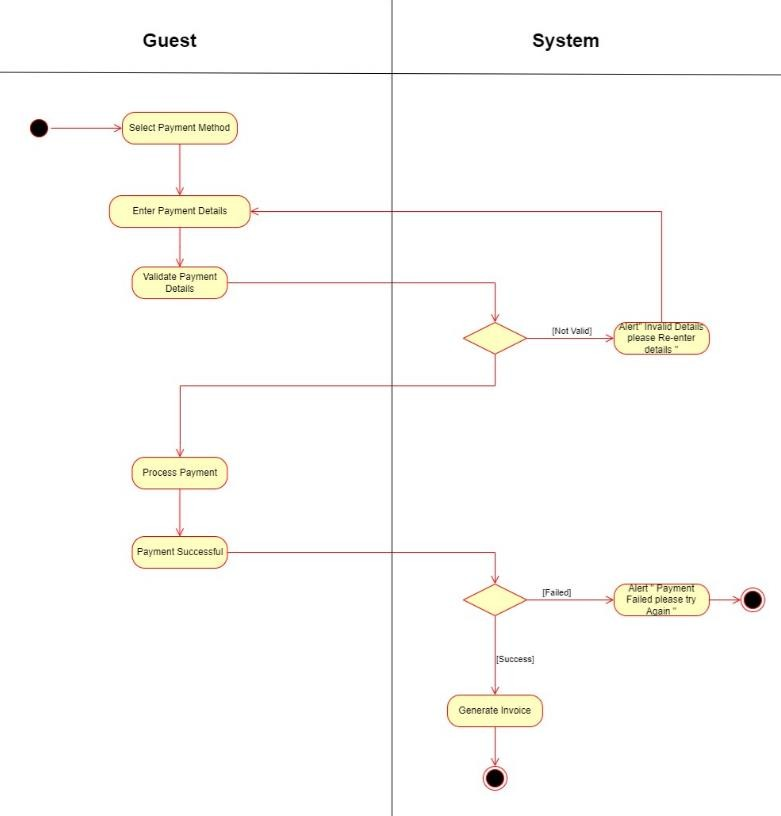 Guest
System
Select Payment Method
Enter Payment Details
Validate Payment
Details
[Not Valid]
Alert" Invalid Details
please Re-enter
details "
Process Payment
Payment Successful
[Failed]
Alert " Payment
Failed please try
Again "
[Success]
Generate Invoice